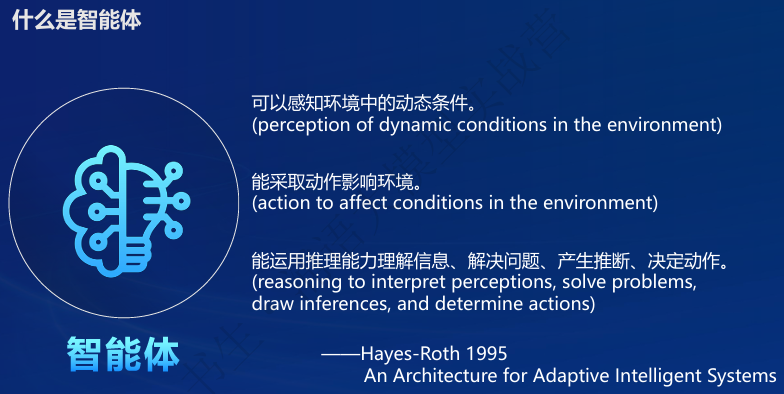 什么是智能体
可以感知环境中的动态条件。
(perception of dynamic conditions in the environment)
能采取动作影响环境。
(action to affect conditions in the environment)
能运用推理能力理解信息、解决问题、产生推断、决定动作。
(reasoning to interpret perceptions, solve problems,
draw inferences, and determine actions)
智能体
——Hayes-Roth 1995
An Architecture for Adaptive Intelligent Systems